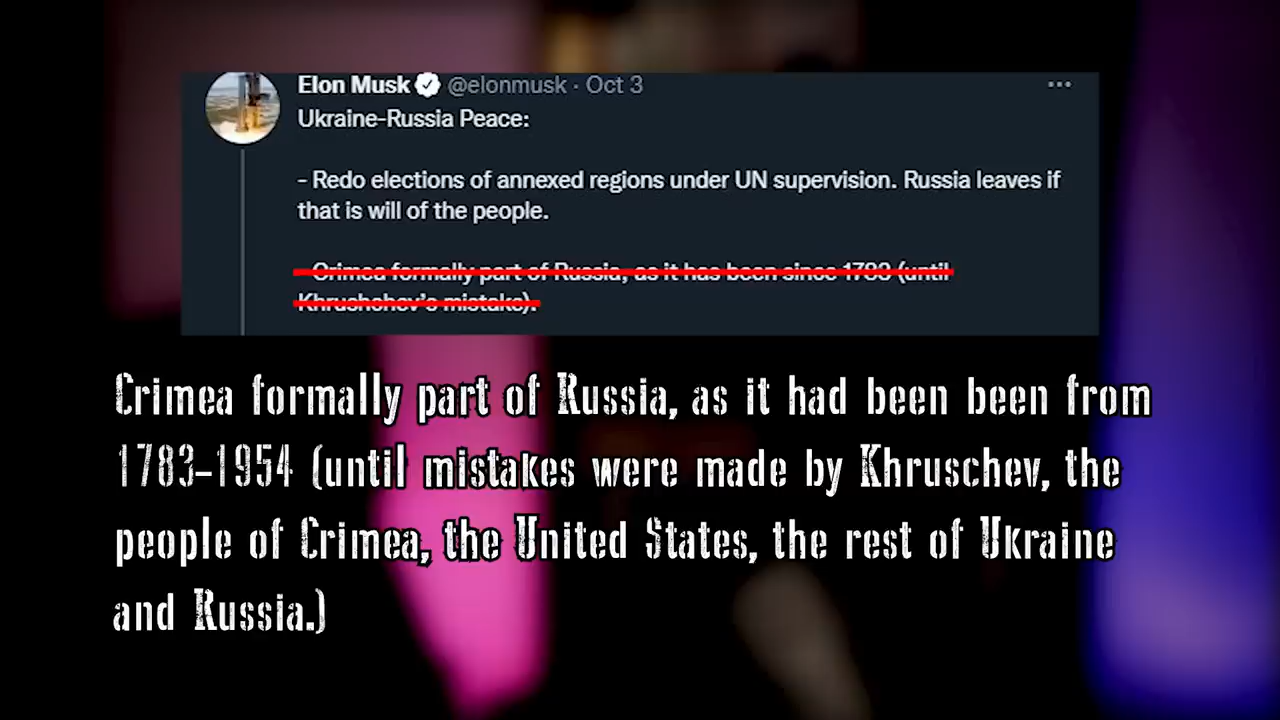 Elon Musk @elonmusk · Oct 3
Ukraine-Russia Peace:
- Redo elections of annexed regions under UN supervision. Russia leaves if
that is will of the people.
- Crimea formally part of Russia, as it has been since 1783 (until
Khrushchev's mistake).
Crimea formally part of Russia, as it had been been from
1783-1954 (until mistakes were made by Khruschev, the
people of Crimea, the United States, the rest of Ukraine
and Russia.)